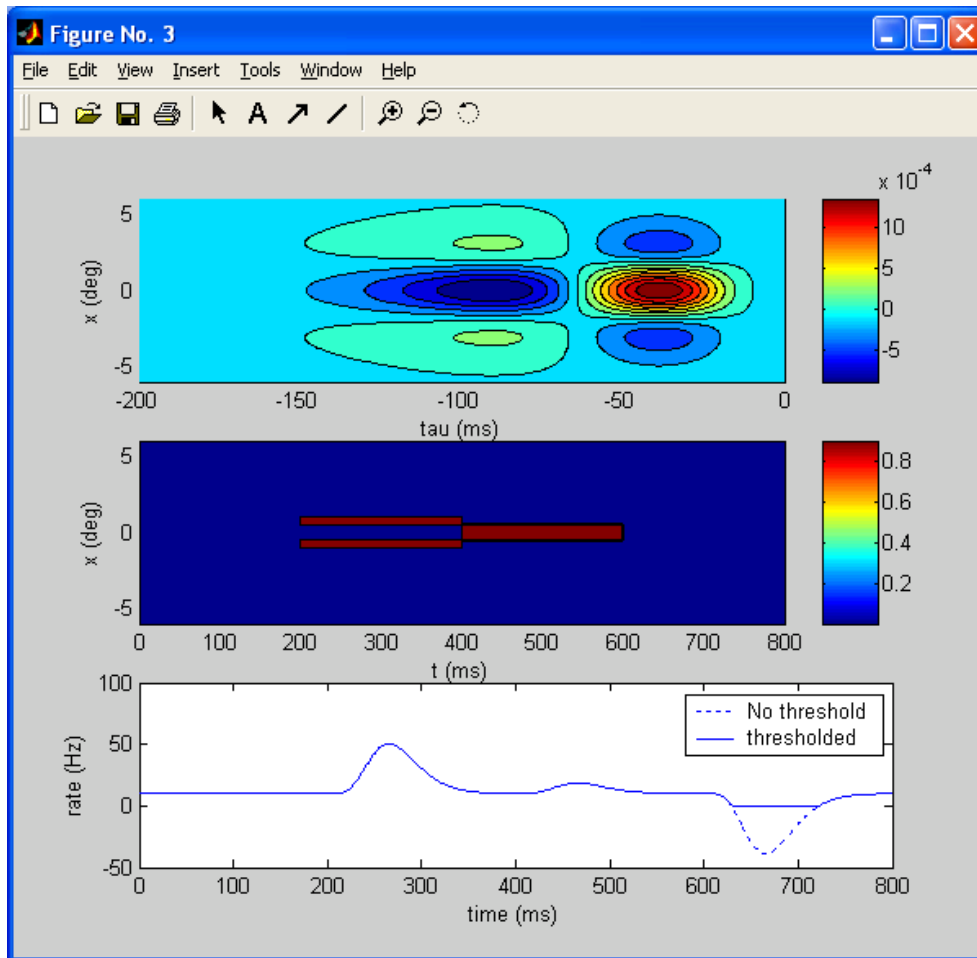 Figure No. 3
File Edit View Insert Tools Window Help
A
x 10^-4
5
0
-5
x (deg)
10
5
0
-5
-200 -150 -100 -50 0
tau (ms)
5
0
-5
x (deg)
0.8
0.6
0.4
0.2
0 100 200 300 400 500 600 700 800
t (ms)
100
50
0
-50
rate (Hz)
No threshold
thresholded
0 100 200 300 400 500 600 700 800
time (ms)